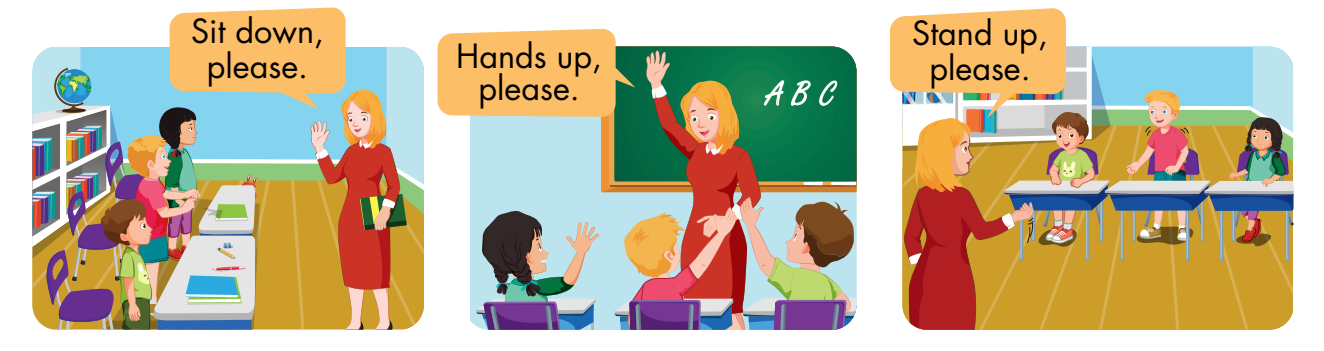 Sit down,
please.
Hands up,
please.
A B C
Stand up,
please.